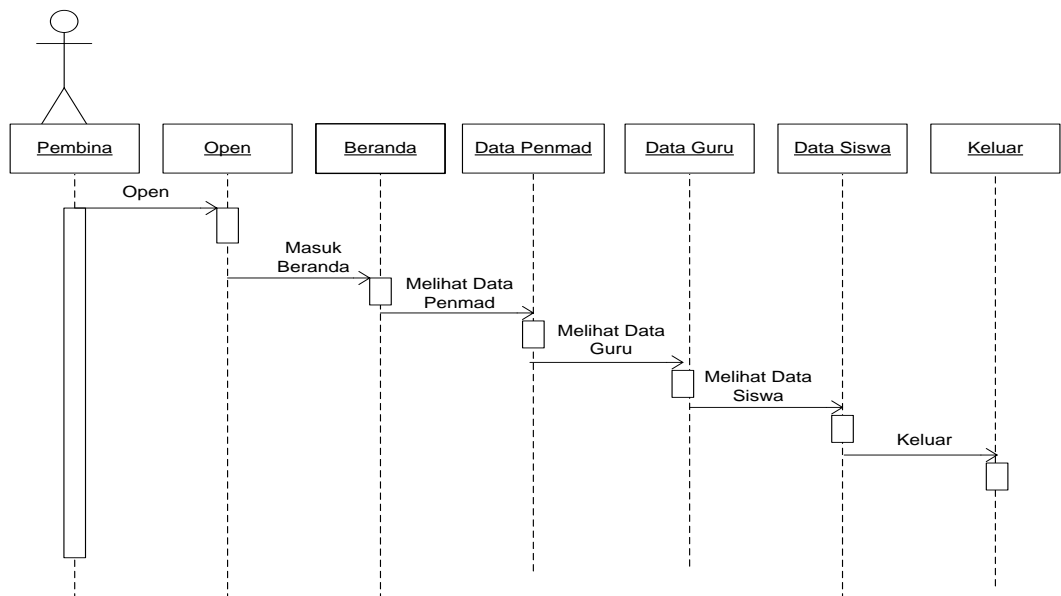 Pembina
Open
Beranda
Data Penmad
Data Guru
Data Siswa
Keluar
Open
Masuk
Beranda
Melihat Data
Penmad
Melihat Data
Guru
Melihat Data
Siswa
Keluar